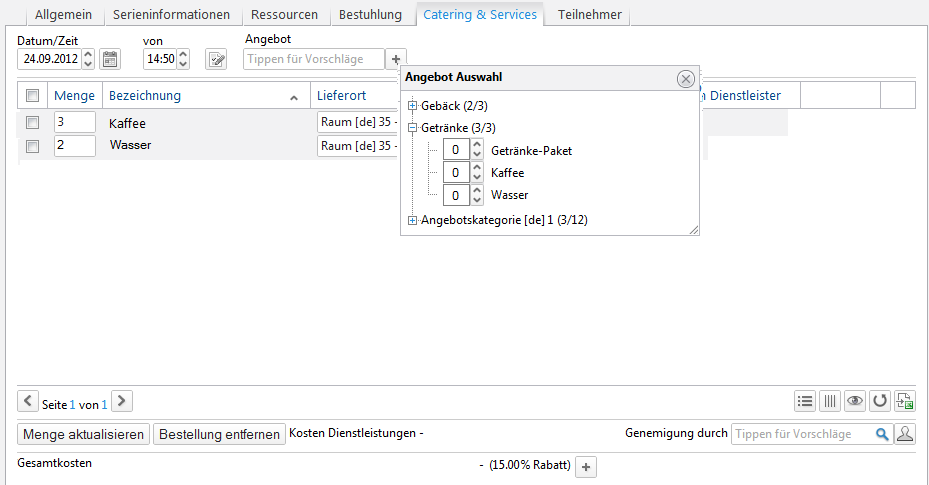 Allgemein Serieninformationen Ressourcen Bestuhlung Catering & Services Teilnehmer
Datum/Zeit von Angebot
24.09.2012 14:50 Tippen für Vorschläge
Angebot Auswahl
Menge Bezeichnung Lieferort Dienstleister
3 Kaffee Raum [de] 35 -
2 Wasser Raum [de] 35 -
Gebäck (2/3)
Getränke (3/3)
0 Getränke-Paket
0 Kaffee
0 Wasser
Angebotskategorie [de] 1 (3/12)
Seite 1 von 1
Menge aktualisieren Bestellung entfernen Kosten Dienstleistungen - Genehmigung durch Tippen für Vorschläge
Gesamtkosten - (15.00% Rabatt)